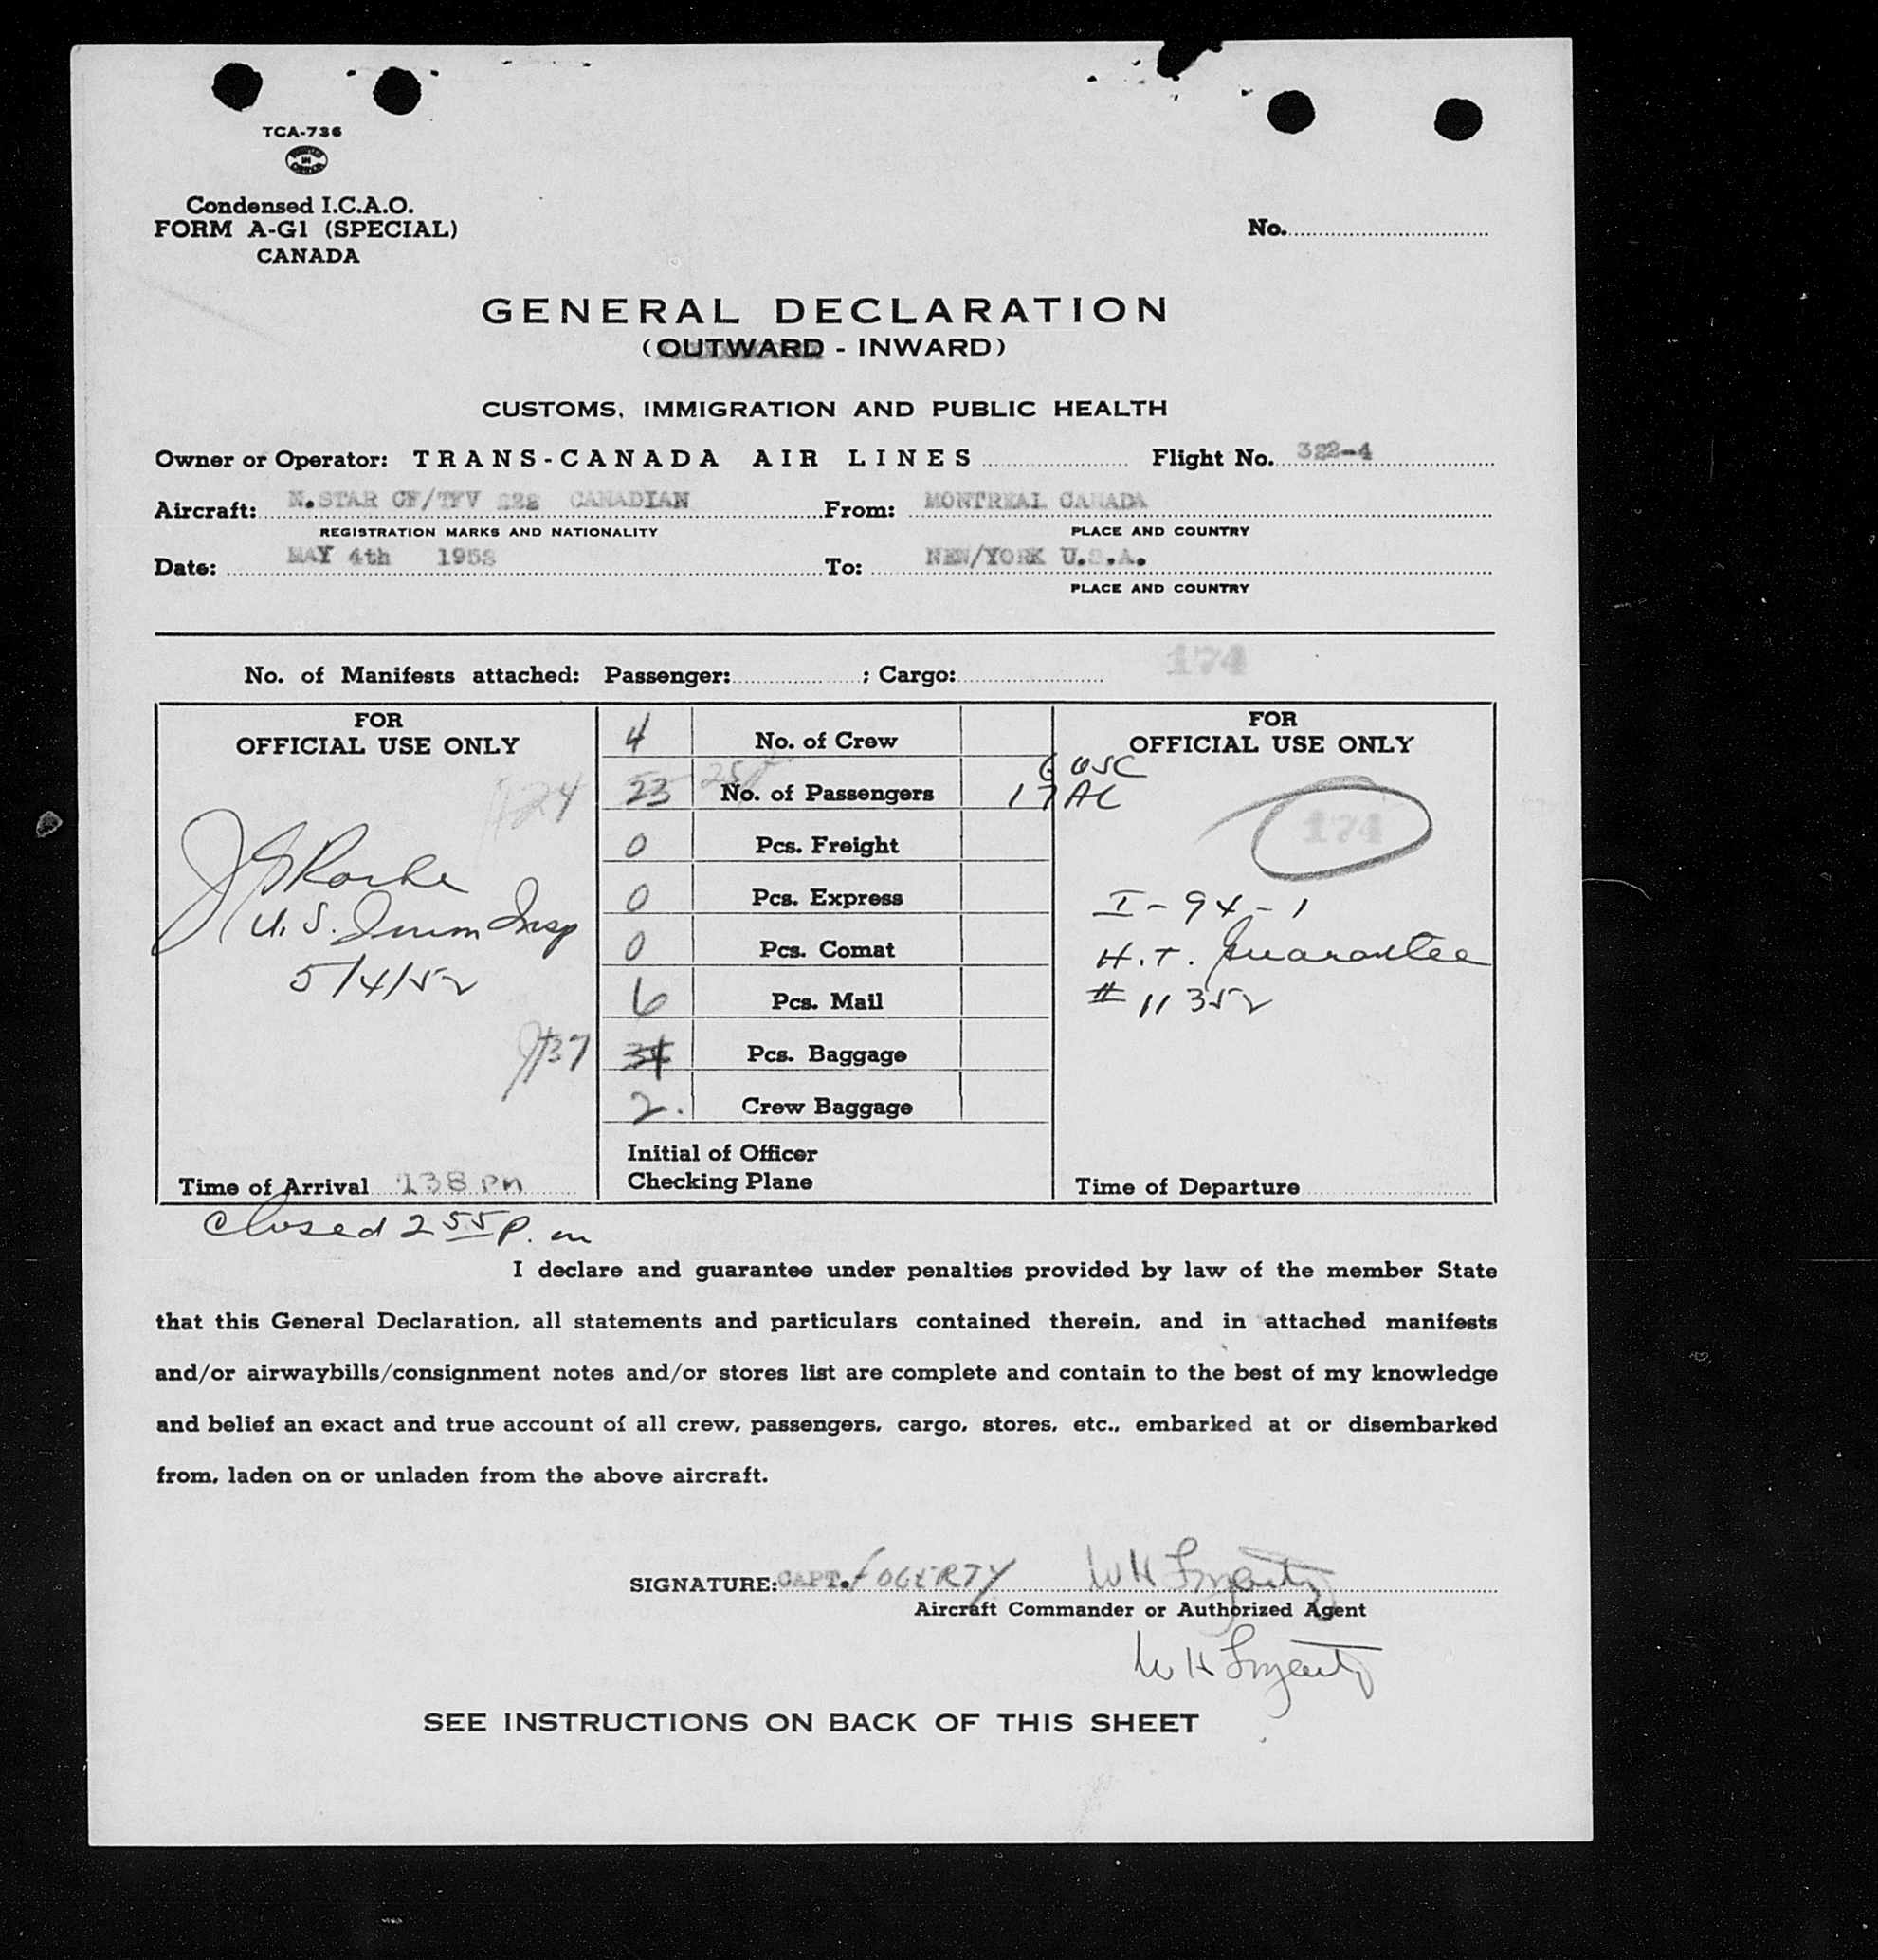 TCA-736
Condensed I.C.A.O.
FORM A-G1 (SPECIAL)
CANADA
No.
GENERAL DECLARATION
(OUTWARD - INWARD)
CUSTOMS, IMMIGRATION AND PUBLIC HEALTH
Owner or Operator: TRANS-CANADA AIR LINES Flight No. 322-4
Aircraft: N.STAR CF/TFV 222 CANADIAN From: MONTREAL CANADA
REGISTRATION MARKS AND NATIONALITY PLACE AND COUNTRY
Date: MAY 4th 1952 To: NEW/YORK U.S.A.
PLACE AND COUNTRY
174
No. of Manifests attached: Passenger: ; Cargo:
FOR
OFFICIAL USE ONLY
24
U.S. Imm Insp
5/4/52
37
Time of Arrival 138 PM
Closed 2 55 P.m
4 No. of Crew
23 No. of Passengers
0 Pcs. Freight
0 Pcs. Express
0 Pcs. Comat
6 Pcs. Mail
34 Pcs. Baggage
2. Crew Baggage
Initial of Officer
Checking Plane
FOR
OFFICIAL USE ONLY
6 USC
17 AC
174
I-94-1
H.T. Guarantee
# 11352
Time of Departure
I declare and guarantee under penalties provided by law of the member State
that this General Declaration, all statements and particulars contained therein, and in attached manifests
and/or airwaybills/consignment notes and/or stores list are complete and contain to the best of my knowledge
and belief an exact and true account of all crew, passengers, cargo, stores, etc., embarked at or disembarked
from, laden on or unladen from the above aircraft.
SIGNATURE: CAPT. FOGERTY W H Fogerty
Aircraft Commander or Authorized Agent
W H Fogerty
SEE INSTRUCTIONS ON BACK OF THIS SHEET